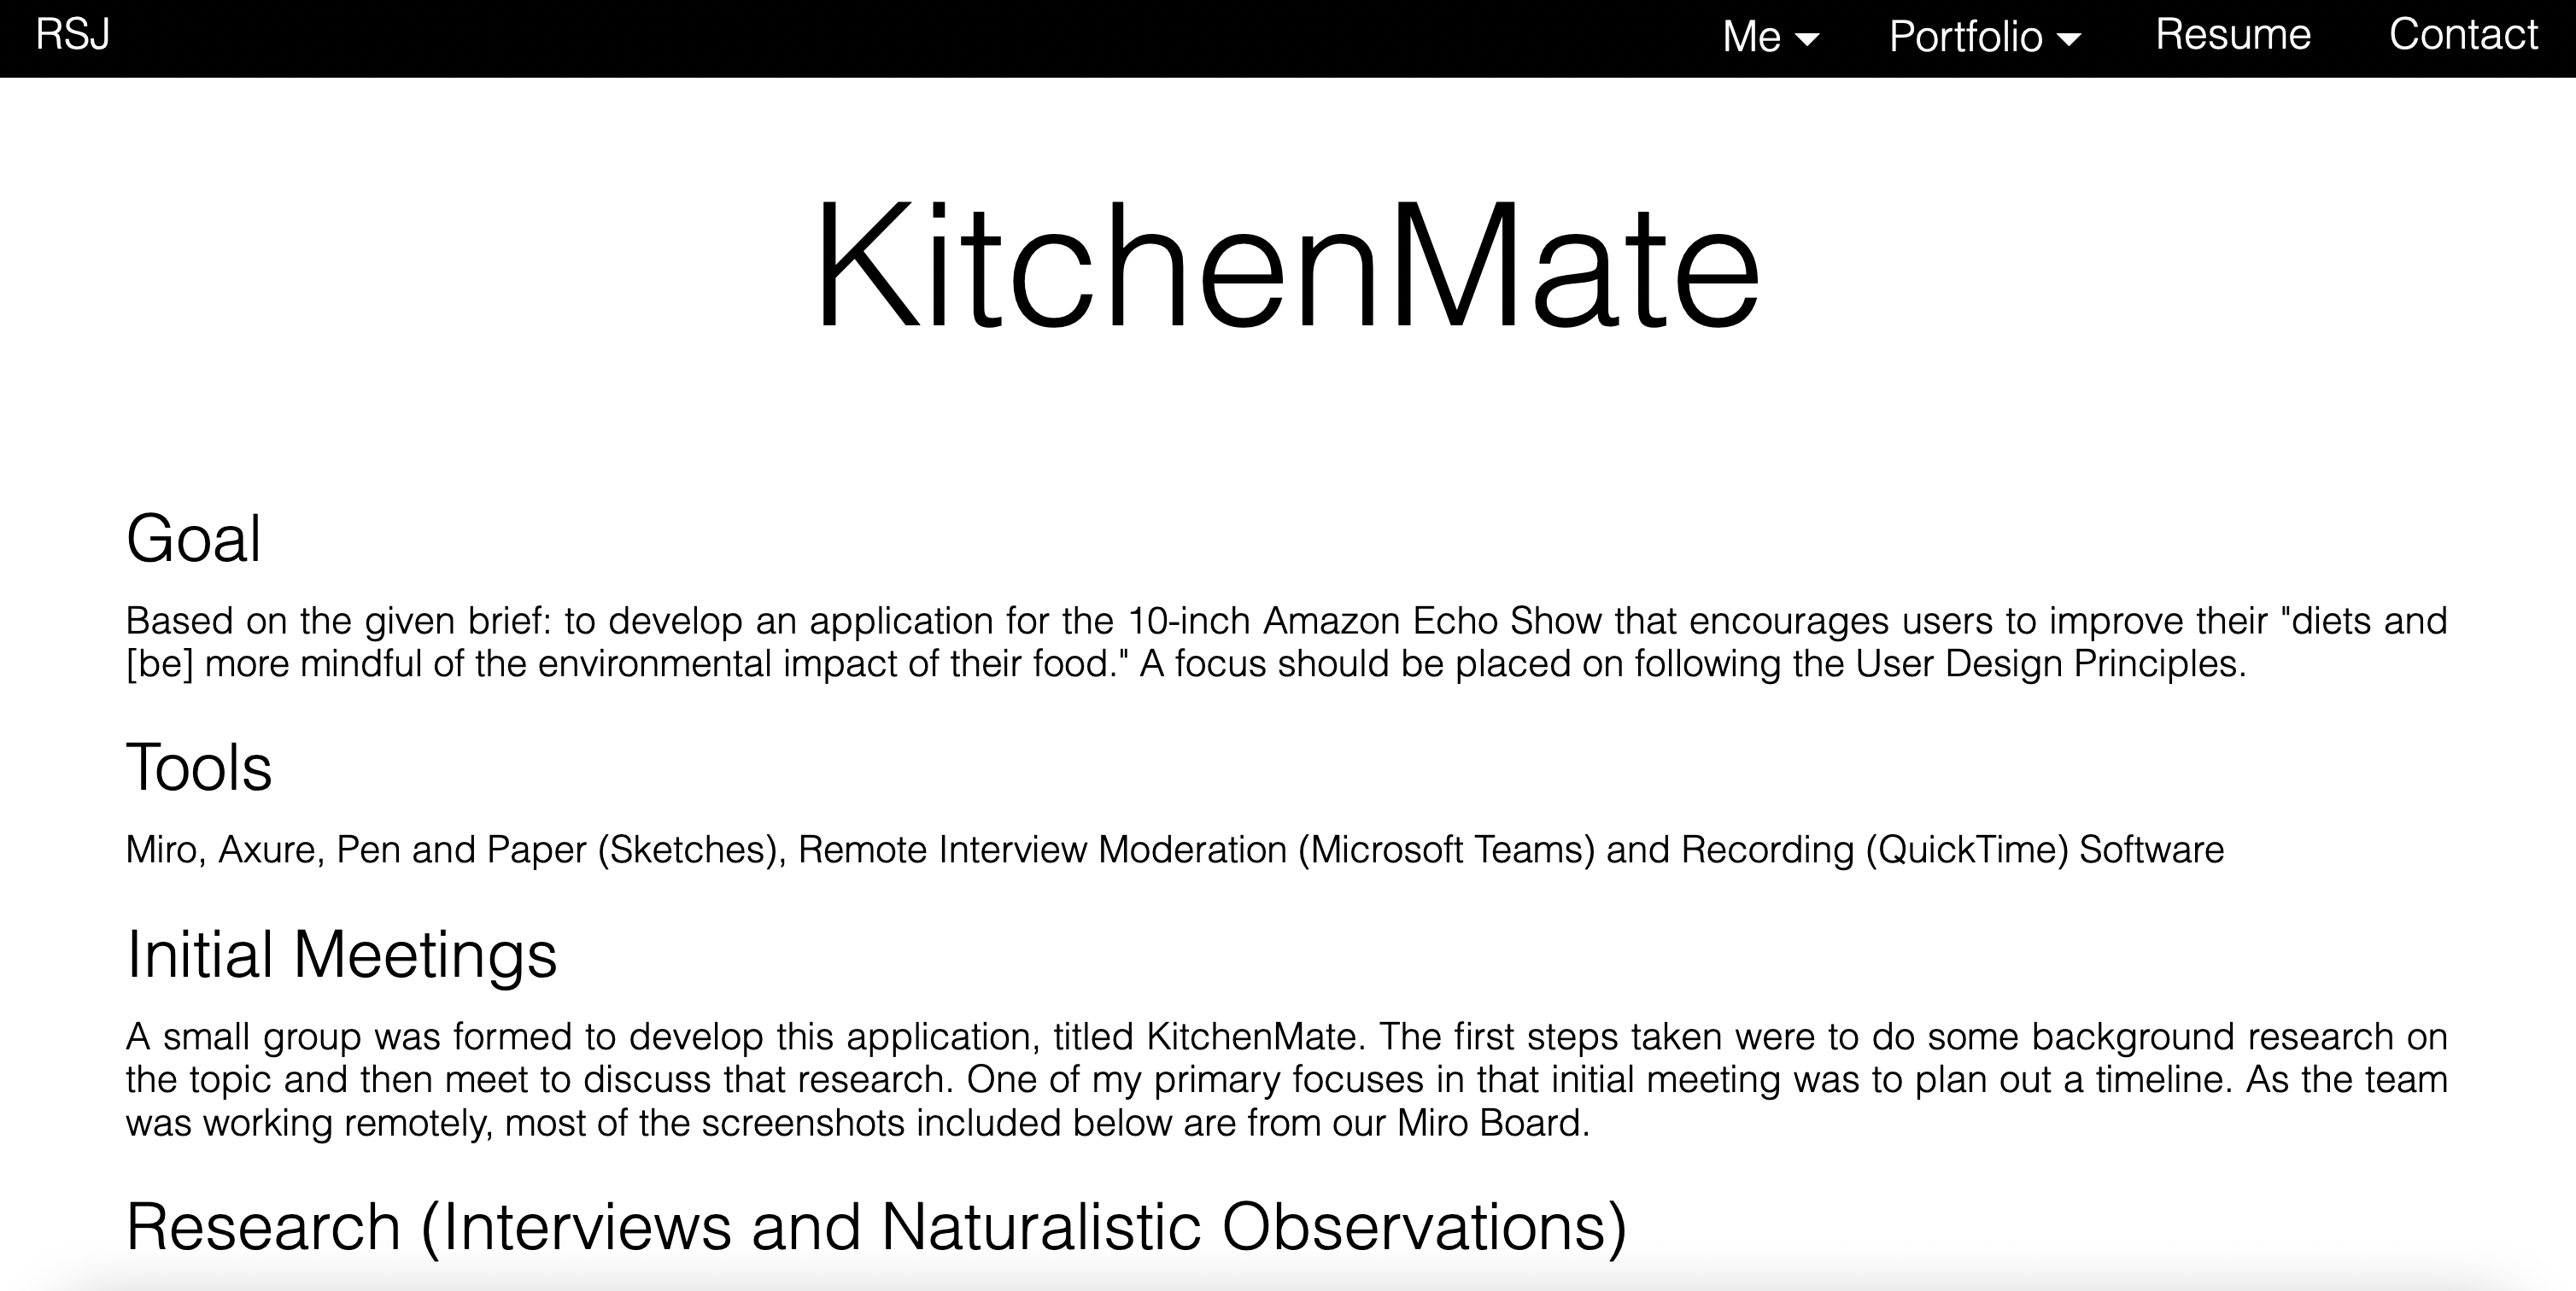 RSJ
Me Portfolio Resume Contact
KitchenMate
Goal
Based on the given brief: to develop an application for the 10-inch Amazon Echo Show that encourages users to improve their "diets and
[be] more mindful of the environmental impact of their food." A focus should be placed on following the User Design Principles.
Tools
Miro, Axure, Pen and Paper (Sketches), Remote Interview Moderation (Microsoft Teams) and Recording (QuickTime) Software
Initial Meetings
A small group was formed to develop this application, titled KitchenMate. The first steps taken were to do some background research on
the topic and then meet to discuss that research. One of my primary focuses in that initial meeting was to plan out a timeline. As the team
was working remotely, most of the screenshots included below are from our Miro Board.
Research (Interviews and Naturalistic Observations)